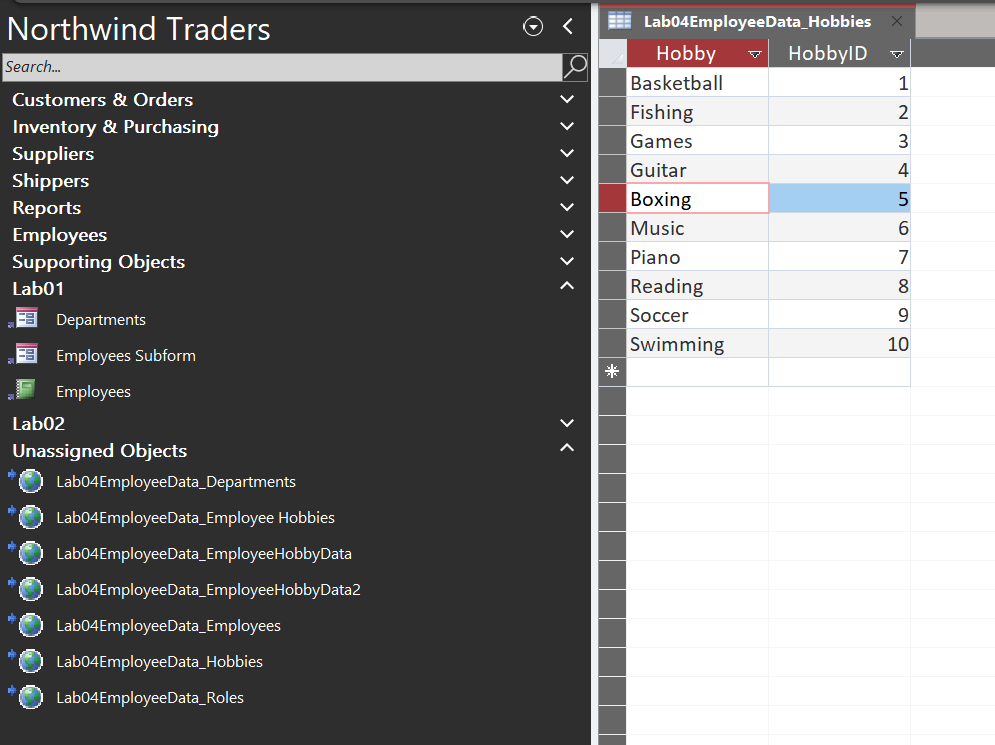 Northwind Traders
Search...
Customers & Orders
Inventory & Purchasing
Suppliers
Shippers
Reports
Employees
Supporting Objects
Lab01
Departments
Employees Subform
Employees
Lab02
Unassigned Objects
Lab04EmployeeData_Departments
Lab04EmployeeData_Employee Hobbies
Lab04EmployeeData_EmployeeHobbyData
Lab04EmployeeData_EmployeeHobbyData2
Lab04EmployeeData_Employees
Lab04EmployeeData_Hobbies
Lab04EmployeeData_Roles
Lab04EmployeeData_Hobbies
Hobby HobbyID
Basketball 1
Fishing 2
Games 3
Guitar 4
Boxing 5
Music 6
Piano 7
Reading 8
Soccer 9
Swimming 10